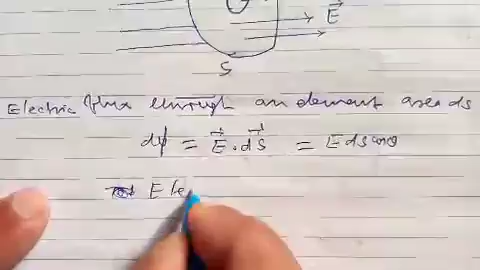 E⃗
S
Electric flux through an element area ds
dϕ = E⃗ . dS⃗ = E ds cosθ
Ele